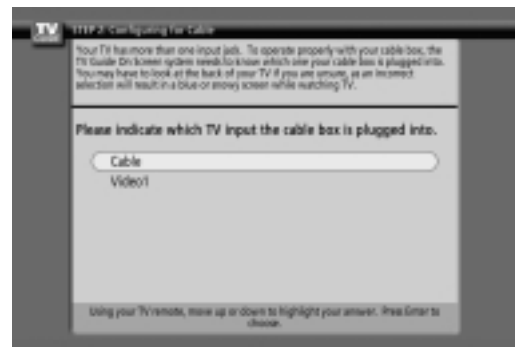 TV
STEP 2: Configuring for Cable
Your TV has more than one input jack. To operate properly with your cable box, the
TV Guide On Screen system needs to know which one your cable box is plugged into.
You may have to look at the back of your TV if you are unsure, as an incorrect
selection will result in a blue or snowy screen while watching TV.
Please indicate which TV input the cable box is plugged into.
Cable
Video1
Using your TV remote, move up or down to highlight your answer. Press Enter to
choose.